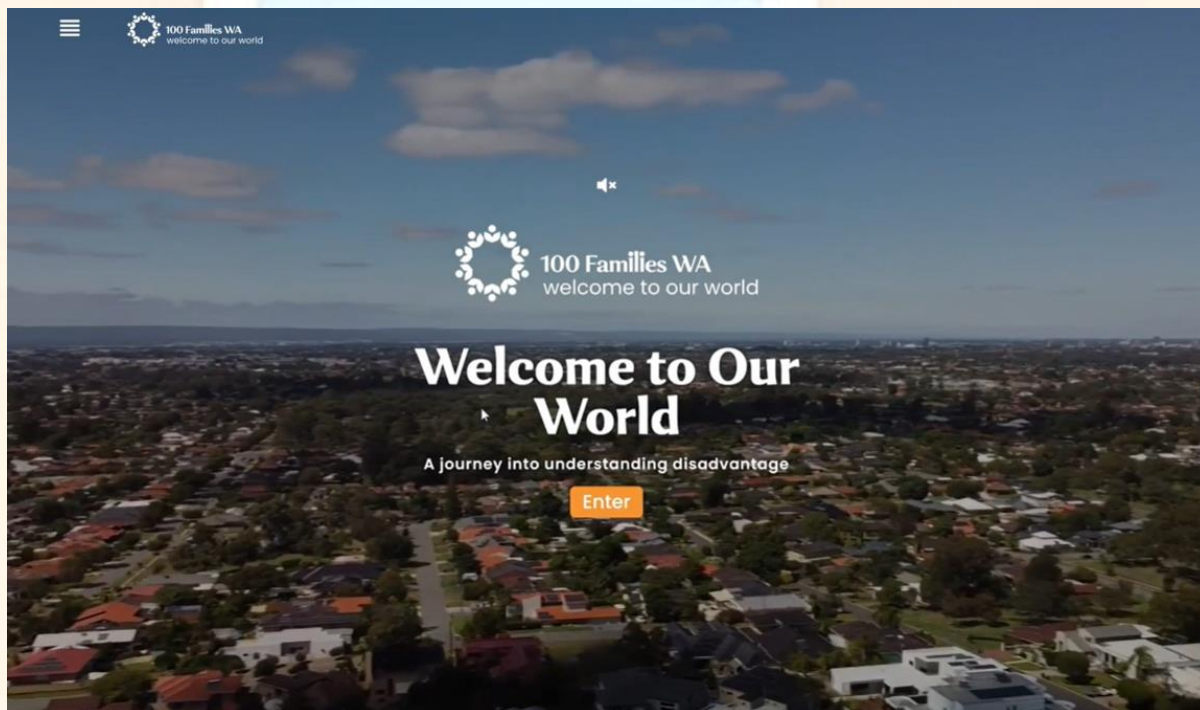 100 Families WA
welcome to our world
100 Families WA
welcome to our world
Welcome to Our
World
A journey into understanding disadvantage
Enter